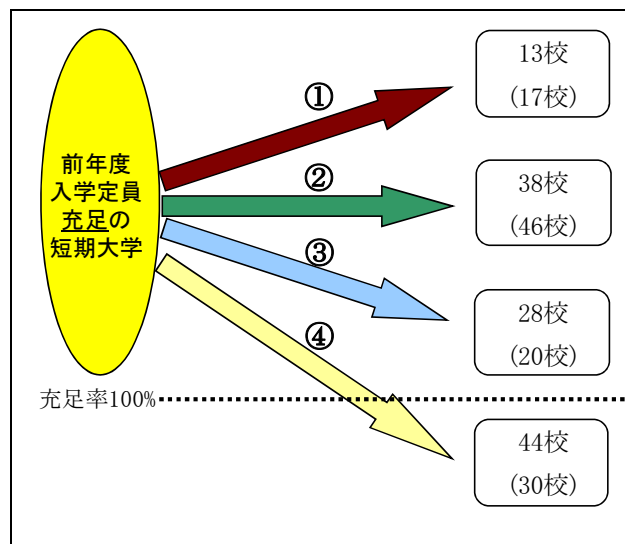 前年度
入学定員
充足の
短期大学
①
13校
(17校)
②
38校
(46校)
③
28校
(20校)
④
充足率100%
44校
(30校)